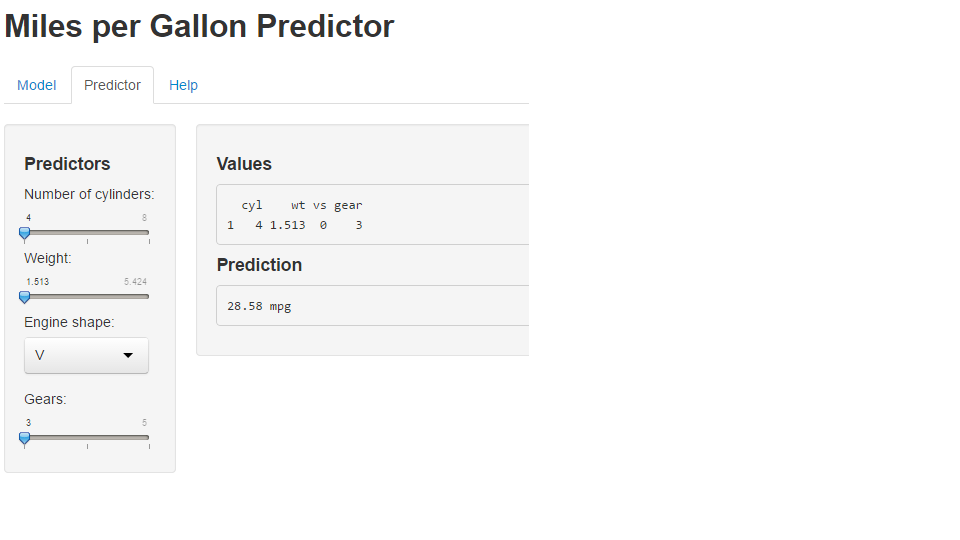 Miles per Gallon Predictor
Model Predictor Help
Predictors
Number of cylinders:
4 8
Weight:
1.513 5.424
Engine shape:
V
Gears:
3 5
Values
cyl wt vs gear
1 4 1.513 0 3
Prediction
28.58 mpg